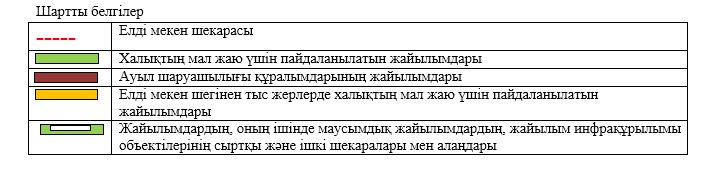 Шартты белгілер
Елді мекен шекарасы
Халықтың мал жаю үшін пайдаланылатын жайылымдары
Ауыл шаруашылығы құралымдарының жайылымдары
Елді мекен шегінен тыс жерлерде халықтың мал жаю үшін пайдаланылатын
жайылымдары
Жайылымдардың, оның ішінде маусымдық жайылымдардың, жайылым инфрақұрылымы
объектілерінің сыртқы және ішкі шекаралары мен алаңдары